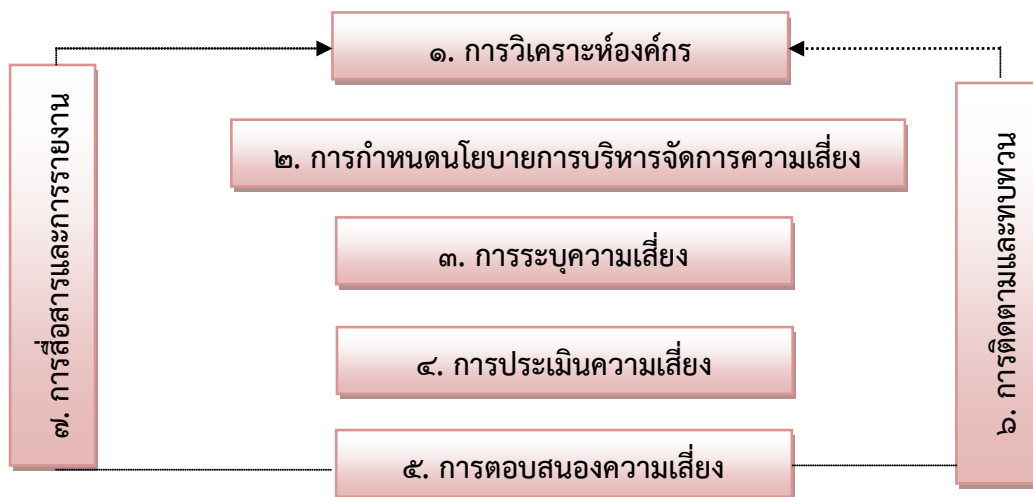 ๑. การวิเคราะห์องค์กร
๒. การกำหนดนโยบายการบริหารจัดการความเสี่ยง
๓. การระบุความเสี่ยง
๔. การประเมินความเสี่ยง
๕. การตอบสนองความเสี่ยง
๖. การติดตามและทบทวน
๗. การสื่อสารและการรายงาน